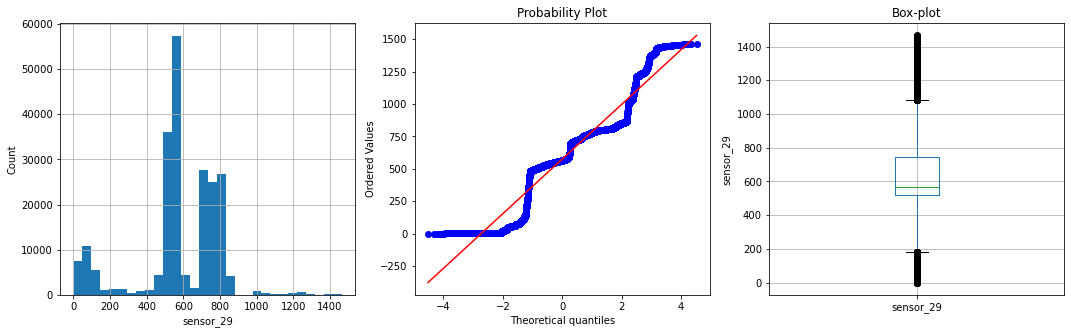 60000
50000
40000
30000
20000
10000
0
Count
0 200 400 600 800 1000 1200 1400
sensor_29
Probability Plot
1500
1250
1000
750
500
250
0
−250
Ordered Values
−4 −2 0 2 4
Theoretical quantiles
Box-plot
1400
1200
1000
800
600
400
200
0
sensor_29
sensor_29